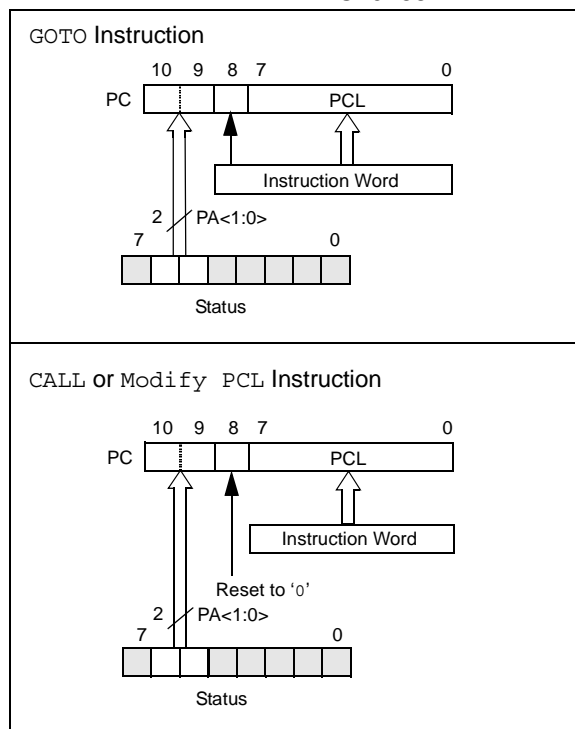 GOTO Instruction
10 9 8 7 0
PC PCL
Instruction Word
2 PA<1:0>
7 0
Status
CALL or Modify PCL Instruction
10 9 8 7 0
PC PCL
Instruction Word
Reset to ‘0’
2 PA<1:0>
7 0
Status